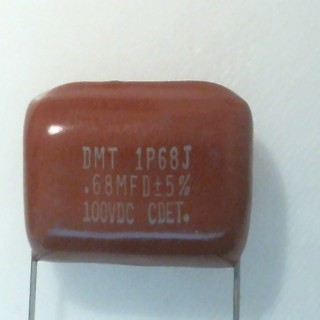 DMT 1P68J
.68MFD±5%
100VDC CDET.